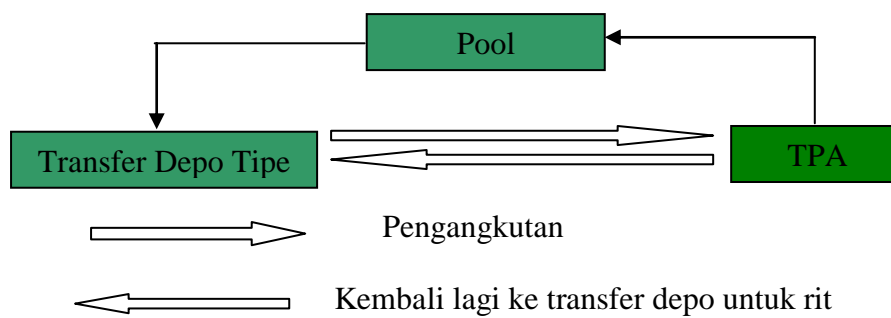 Pool
Transfer Depo Tipe
TPA
Pengangkutan
Kembali lagi ke transfer depo untuk rit